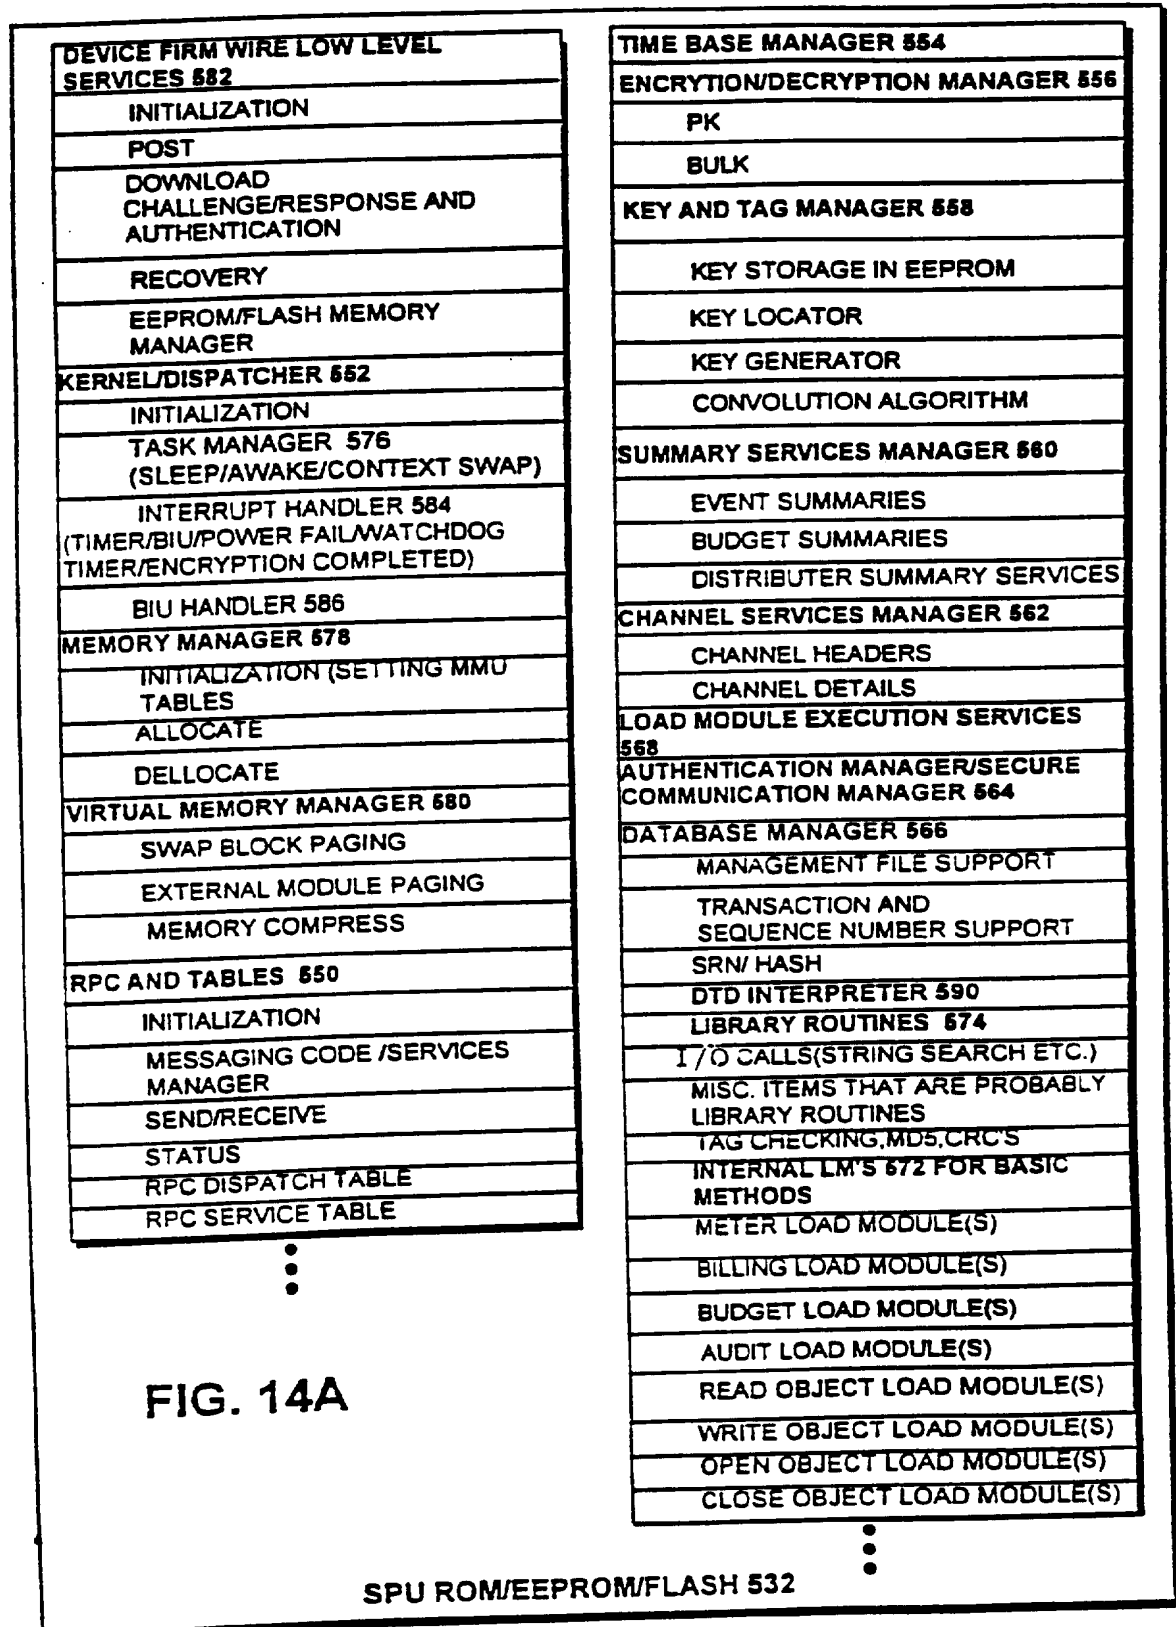 DEVICE FIRM WIRE LOW LEVEL
SERVICES 582
INITIALIZATION
POST
DOWNLOAD
CHALLENGE/RESPONSE AND
AUTHENTICATION
RECOVERY
EEPROM/FLASH MEMORY
MANAGER
KERNEL/DISPATCHER 552
INITIALIZATION
TASK MANAGER 576
(SLEEP/AWAKE/CONTEXT SWAP)
INTERRUPT HANDLER 584
(TIMER/BIU/POWER FAIL/WATCHDOG
TIMER/ENCRYPTION COMPLETED)
BIU HANDLER 586
MEMORY MANAGER 578
INITIALIZATION (SETTING MMU
TABLES
ALLOCATE
DELLOCATE
VIRTUAL MEMORY MANAGER 580
SWAP BLOCK PAGING
EXTERNAL MODULE PAGING
MEMORY COMPRESS
RPC AND TABLES 550
INITIALIZATION
MESSAGING CODE /SERVICES
MANAGER
SEND/RECEIVE
STATUS
RPC DISPATCH TABLE
RPC SERVICE TABLE
TIME BASE MANAGER 554
ENCRYTION/DECRYPTION MANAGER 556
PK
BULK
KEY AND TAG MANAGER 558
KEY STORAGE IN EEPROM
KEY LOCATOR
KEY GENERATOR
CONVOLUTION ALGORITHM
SUMMARY SERVICES MANAGER 560
EVENT SUMMARIES
BUDGET SUMMARIES
DISTRIBUTER SUMMARY SERVICES
CHANNEL SERVICES MANAGER 562
CHANNEL HEADERS
CHANNEL DETAILS
LOAD MODULE EXECUTION SERVICES
568
AUTHENTICATION MANAGER/SECURE
COMMUNICATION MANAGER 564
DATABASE MANAGER 566
MANAGEMENT FILE SUPPORT
TRANSACTION AND
SEQUENCE NUMBER SUPPORT
SRN/ HASH
DTD INTERPRETER 590
LIBRARY ROUTINES 574
I/O CALLS(STRING SEARCH ETC.)
MISC. ITEMS THAT ARE PROBABLY
LIBRARY ROUTINES
TAG CHECKING,MD5,CRC'S
INTERNAL LM'S 572 FOR BASIC
METHODS
METER LOAD MODULE(S)
BILLING LOAD MODULE(S)
BUDGET LOAD MODULE(S)
AUDIT LOAD MODULE(S)
READ OBJECT LOAD MODULE(S)
WRITE OBJECT LOAD MODULE(S)
OPEN OBJECT LOAD MODULE(S)
CLOSE OBJECT LOAD MODULE(S)
FIG. 14A
SPU ROM/EEPROM/FLASH 532